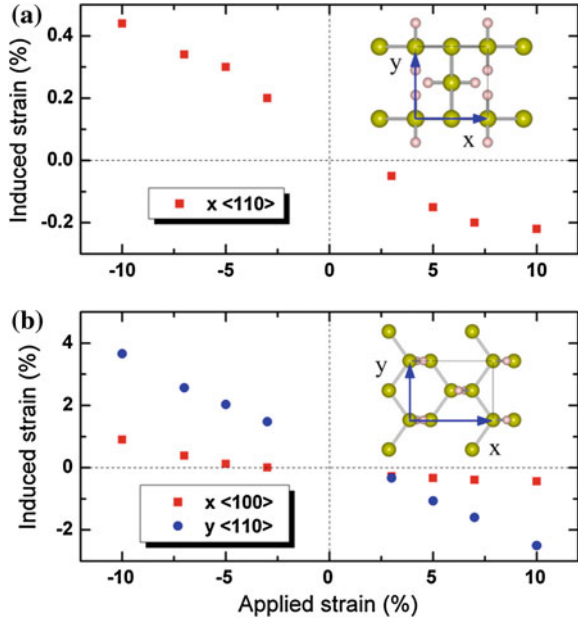 (a)
Induced strain (%)
0.4
0.2
0.0
-0.2
x <110>
y
x
-10
-5
0
5
10
(b)
Induced strain (%)
4
2
0
-2
x <100>
y <110>
y
x
-10
-5
0
5
10
Applied strain (%)